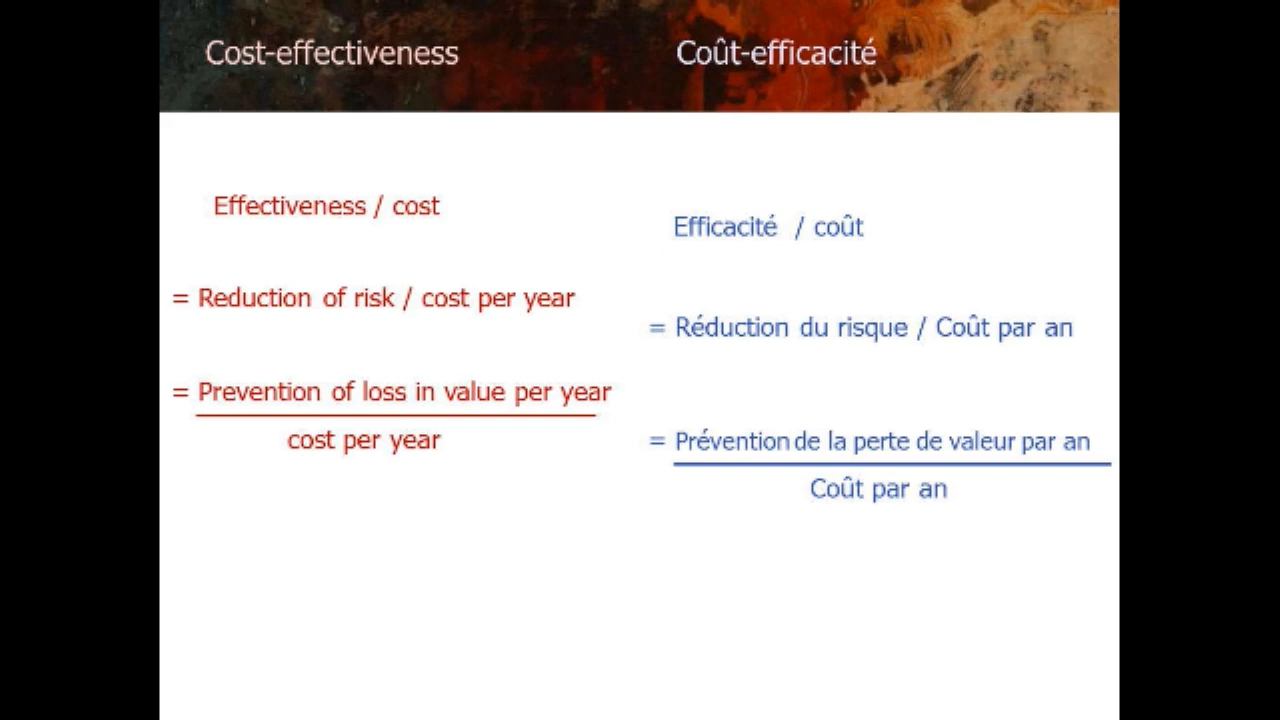 Cost-effectiveness
Coût-efficacité
Effectiveness / cost
= Reduction of risk / cost per year
= Prevention of loss in value per year
cost per year
Efficacité / coût
= Réduction du risque / Coût par an
= Prévention de la perte de valeur par an
Coût par an